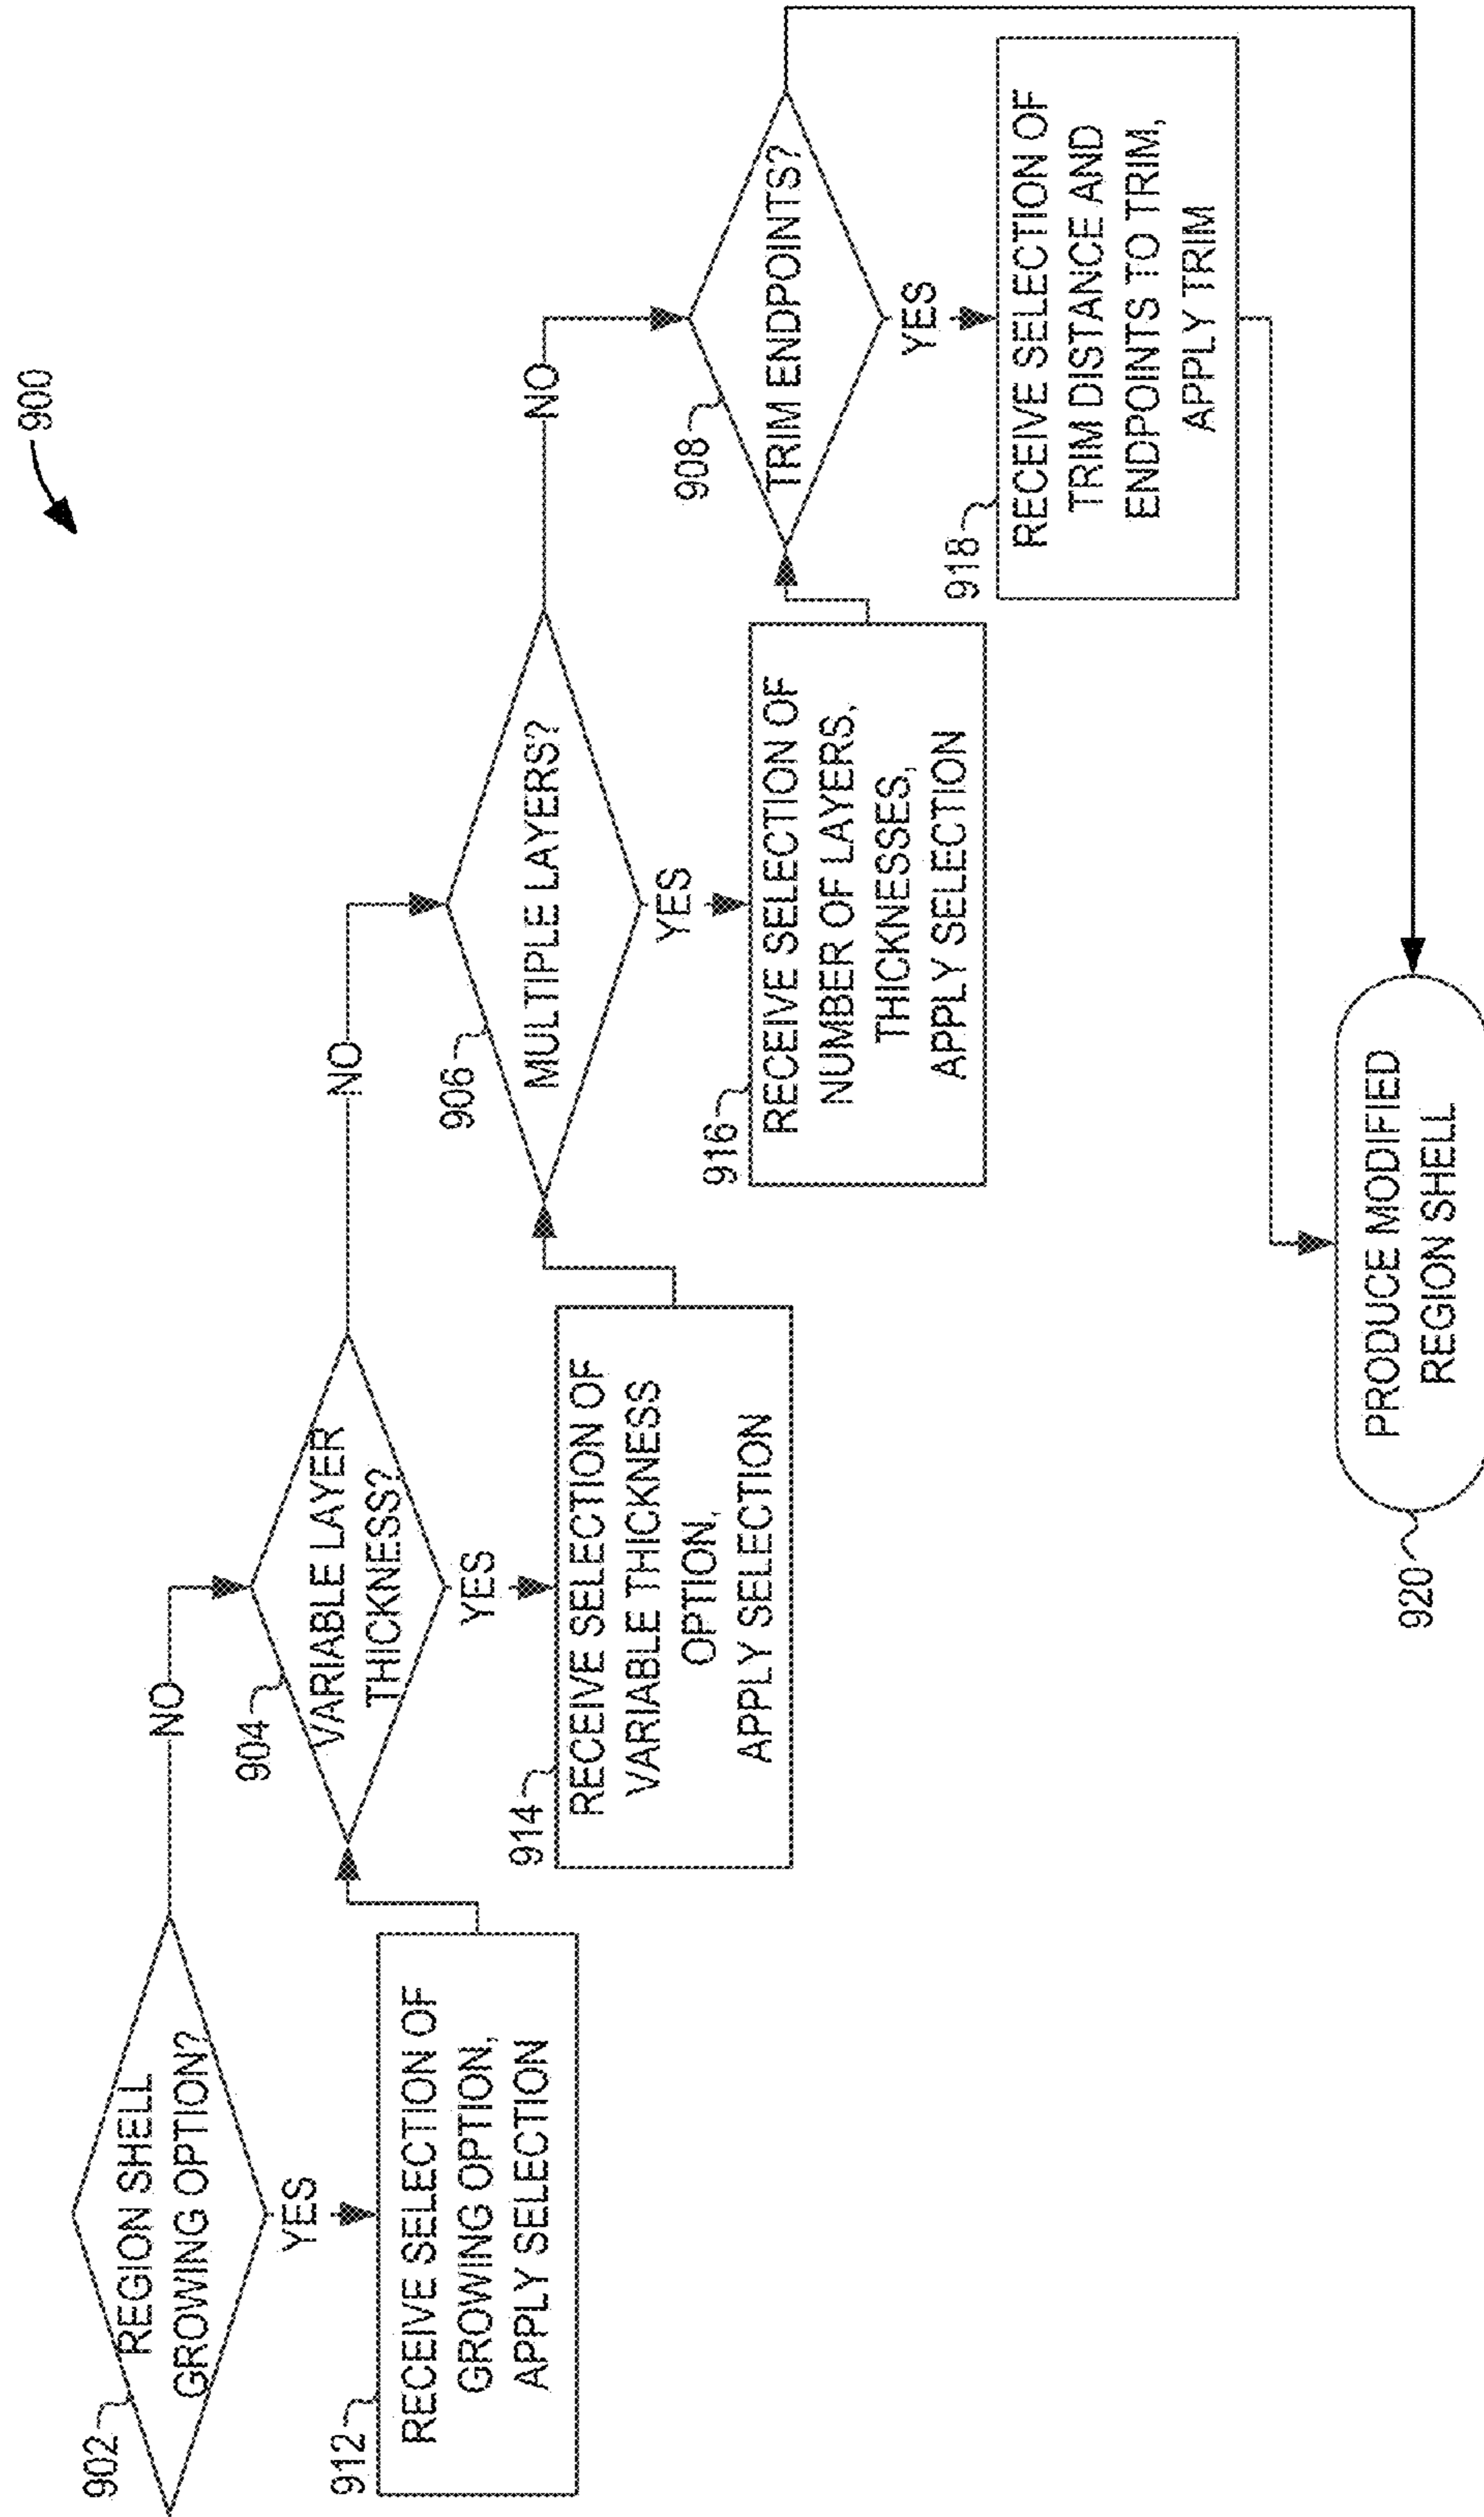 900
902
REGION SHELL
GROWING OPTION?
NO
YES
912
RECEIVE SELECTION OF
GROWING OPTION,
APPLY SELECTION
904
VARIABLE LAYER
THICKNESS?
NO
YES
914
RECEIVE SELECTION OF
VARIABLE THICKNESS
OPTION,
APPLY SELECTION
906
MULTIPLE LAYERS?
NO
YES
916
RECEIVE SELECTION OF
NUMBER OF LAYERS,
THICKNESSES,
APPLY SELECTION
908
TRIM ENDPOINTS?
YES
918
RECEIVE SELECTION OF
TRIM DISTANCE AND
ENDPOINTS TO TRIM,
APPLY TRIM
920
PRODUCE MODIFIED
REGION SHELL